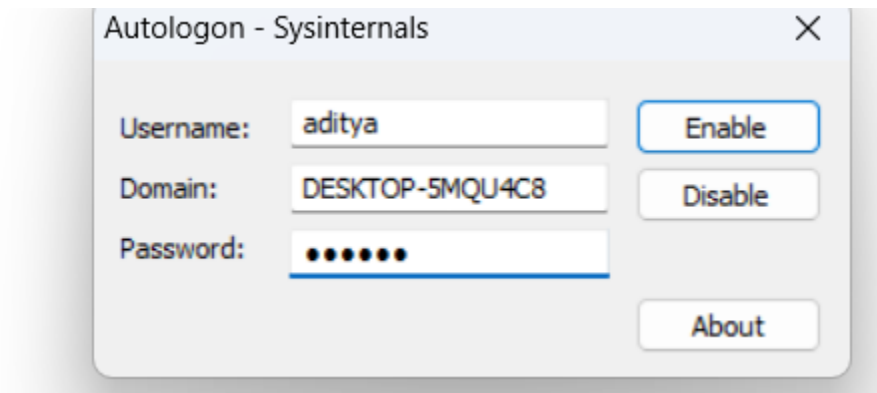 Autologon - Sysinternals
Username: aditya Enable
Domain: DESKTOP-5MQU4C8 Disable
Password: ●●●●●●
About